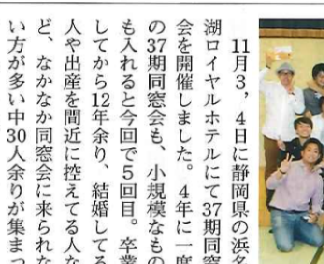 11月3，4日に静岡県の浜名
湖ロイヤルホテルにて37期同窓
会を開催しました。4年に一度
の37期同窓会も、小規模なもの
も入れると今回で5回目。卒業
してから12年余り、結婚してる
人や出産を間近に控えてる人な
ど、なかなか同窓会に来られな
い方が多い中30人余りが集まっ